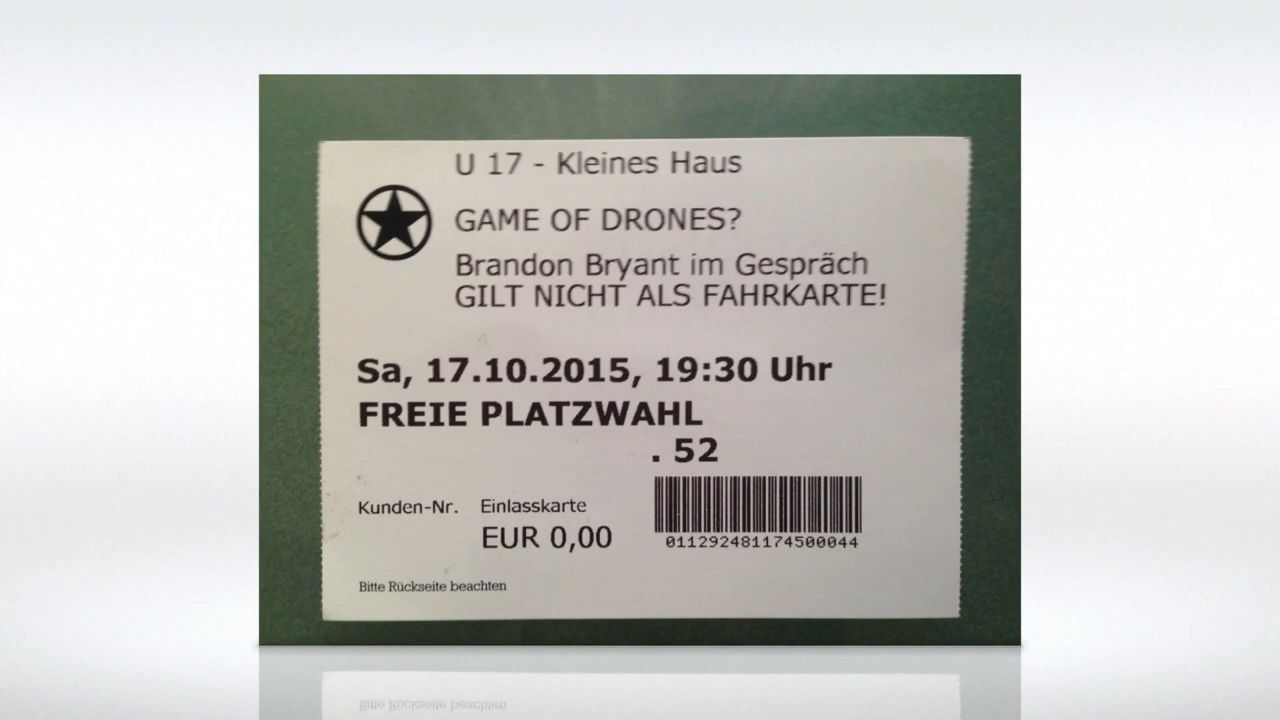 U 17 - Kleines Haus
GAME OF DRONES?
Brandon Bryant im Gespräch
GILT NICHT ALS FAHRKARTE!
Sa, 17.10.2015, 19:30 Uhr
FREIE PLATZWAHL
. 52
Kunden-Nr. Einlasskarte
EUR 0,00
011292481174500044
Bitte Rückseite beachten